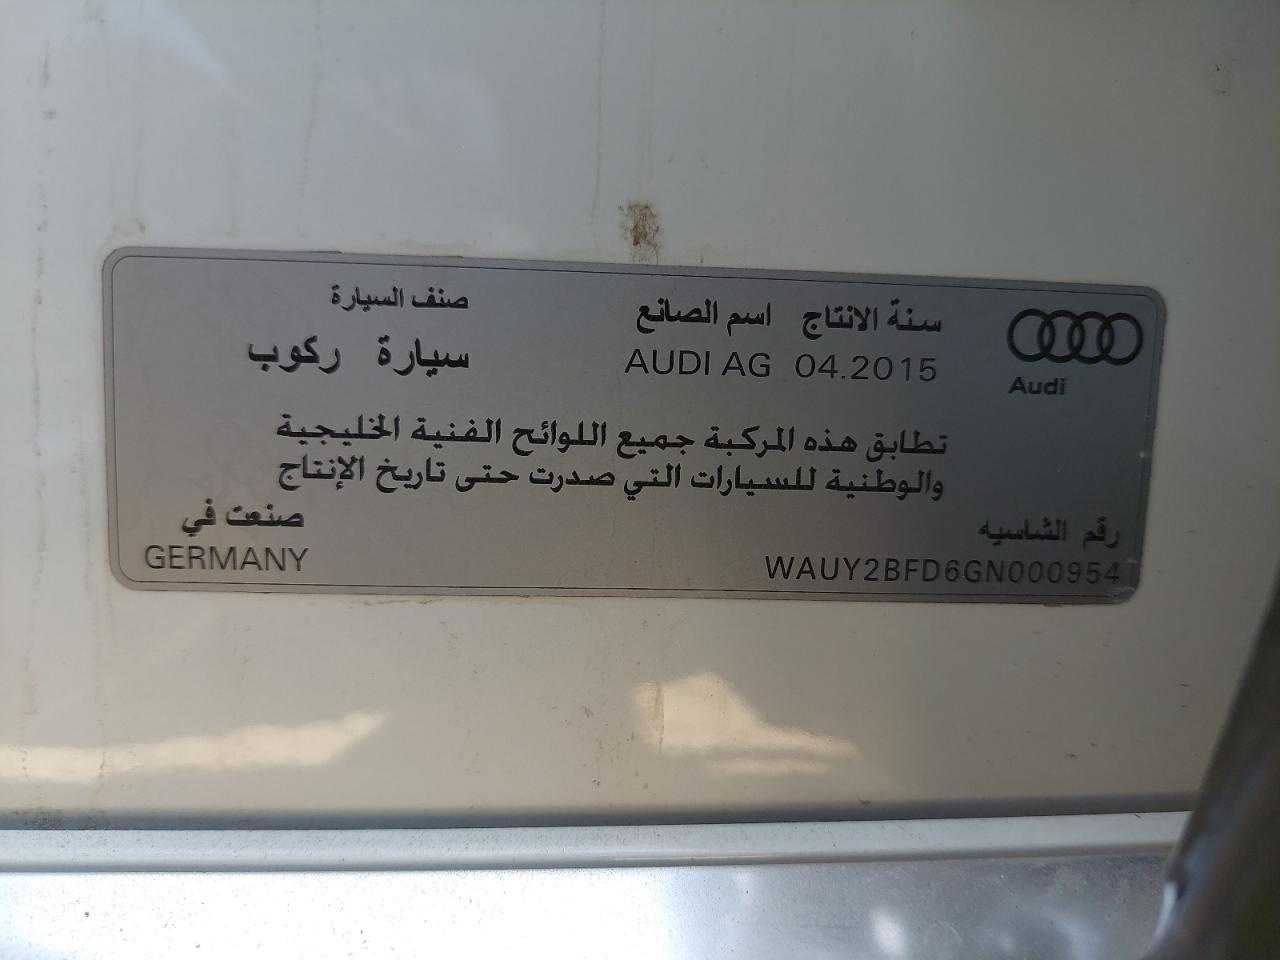 Audi
سنة الانتاج اسم الصانع
04.2015 AUDI AG
صنف السيارة
سيارة ركوب
تطابق هذه المركبة جميع اللوائح الفنية الخليجية
والوطنية للسيارات التي صدرت حتى تاريخ الإنتاج
رقم الشاسيه
WAUY2BFD6GN000954
صنعت في
GERMANY